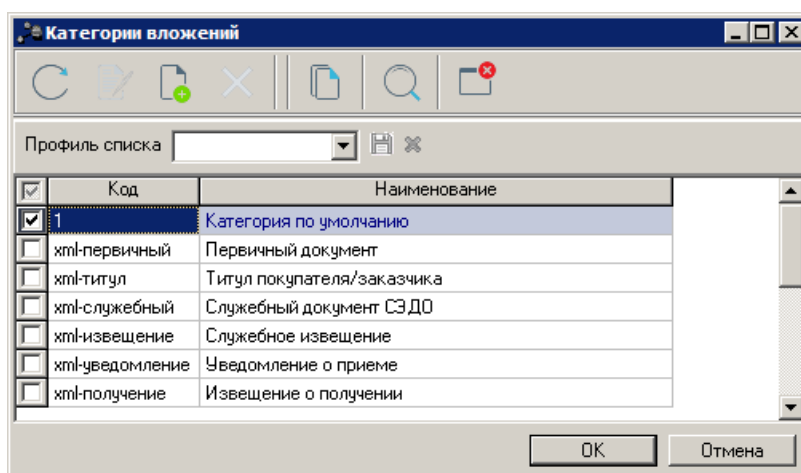 Категории вложений
Профиль списка
Код Наименование
1 Категория по умолчанию
xml-первичный Первичный документ
xml-титул Титул покупателя/заказчика
xml-служебный Служебный документ СЭДО
xml-извещение Служебное извещение
xml-уведомление Уведомление о приеме
xml-получение Извещение о получении
OK Отмена